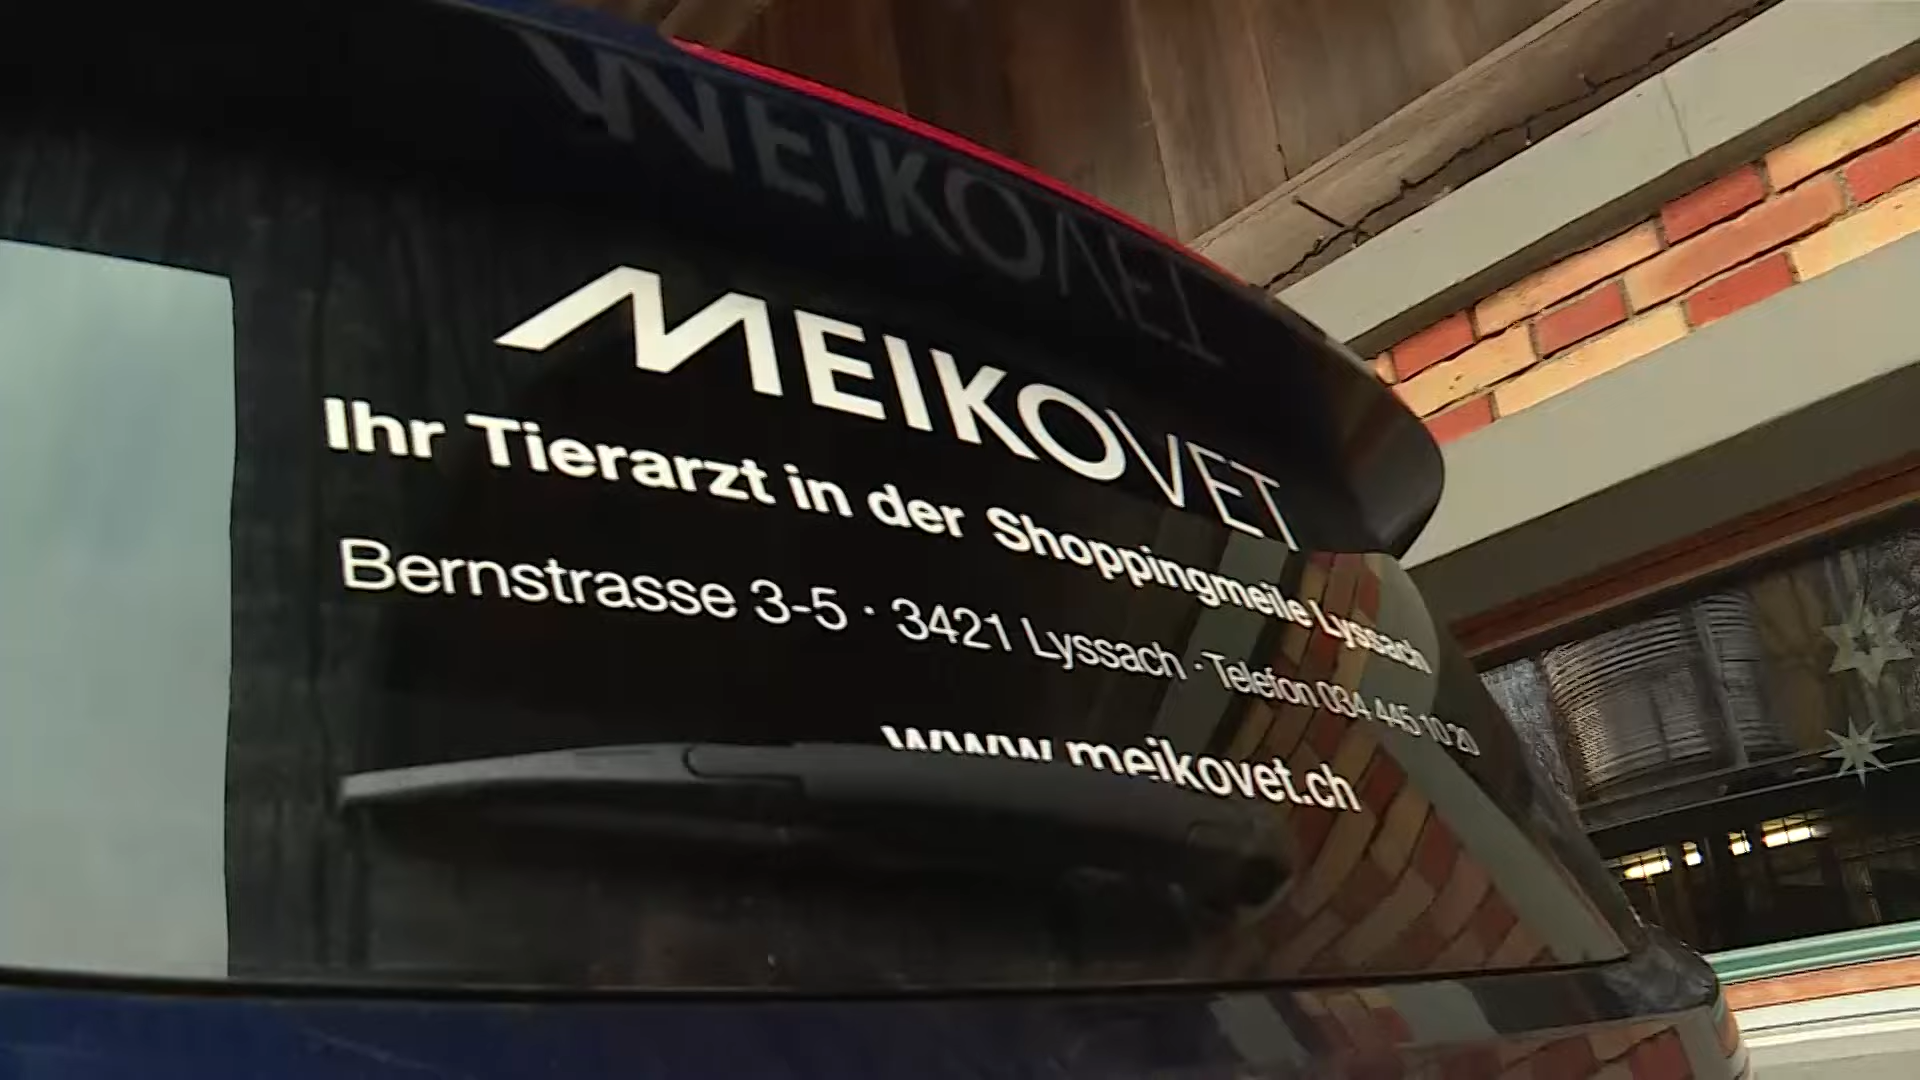 MEIKOVET
Ihr Tierarzt in der Shoppingmeile Lyssach
Bernstrasse 3-5 · 3421 Lyssach · Telefon 034 445 10 20
www.meikovet.ch